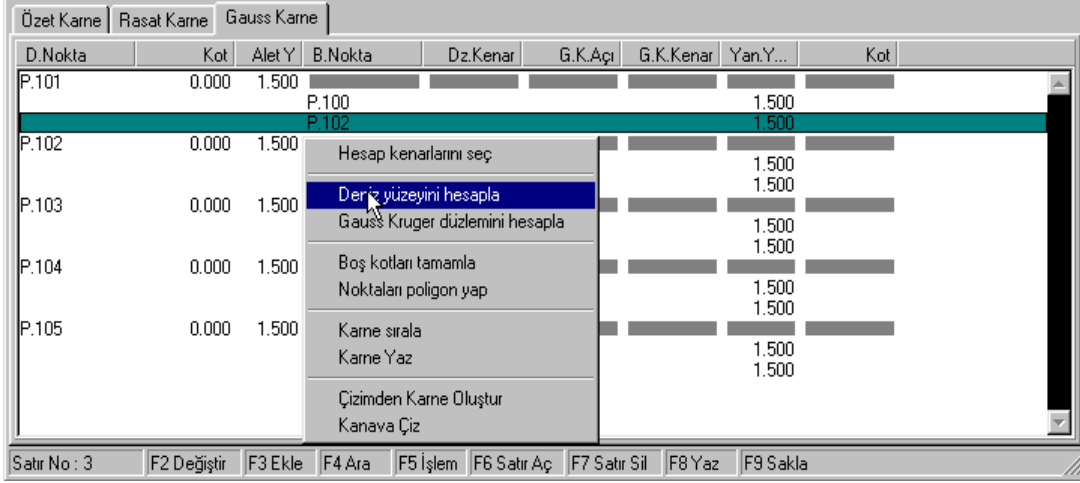 Özet Karne Rasat Karne Gauss Karne
D.Nokta Kot Alet Y B.Nokta Dz.Kenar G.K.Açı G.K.Kenar Yan.Y... Kot
P.101 0.000 1.500
P.100 1.500
P.102 1.500
P.102 0.000 1.500
Hesap kenarlarını seç 1.500
Deniz yüzeyini hesapla 1.500
P.103 0.000 1.500
Gauss Kruger düzlemini hesapla 1.500
1.500
P.104 0.000 1.500 Boş kotları tamamla
Noktaları poligon yap 1.500
1.500
P.105 0.000 1.500 Karne sırala
Karne Yaz 1.500
1.500
Çizimden Karne Oluştur
Kanava Çiz
Satır No : 3 F2 Değiştir F3 Ekle F4 Ara F5 İşlem F6 Satır Aç F7 Satır Sil F8 Yaz F9 Sakla